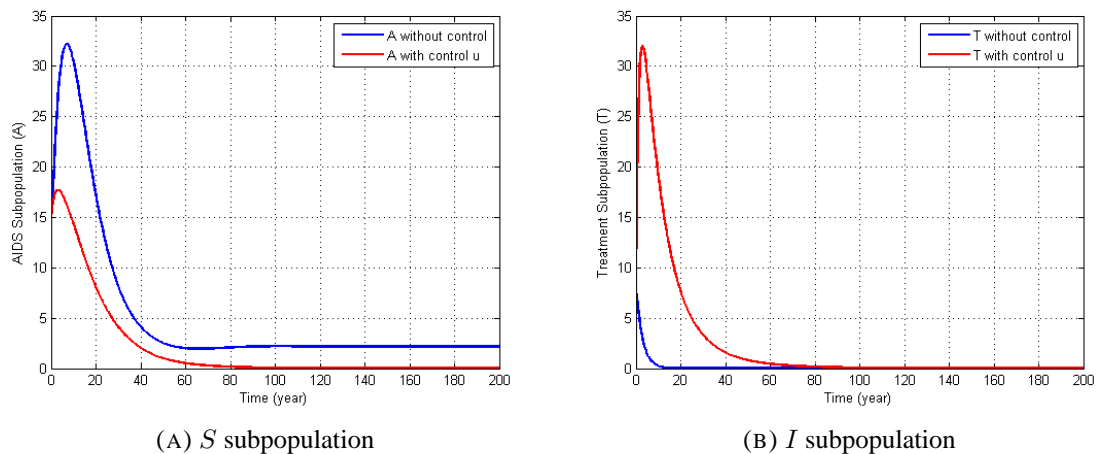 35
30
25
20
15
10
5
0
AIDS Subpopulation (A)
A without control
A with control u
0 20 40 60 80 100 120 140 160 180 200
Time (year)
(A) S subpopulation
35
30
25
20
15
10
5
0
Treatment Subpopulation (T)
T without control
T with control u
0 20 40 60 80 100 120 140 160 180 200
Time (year)
(B) I subpopulation